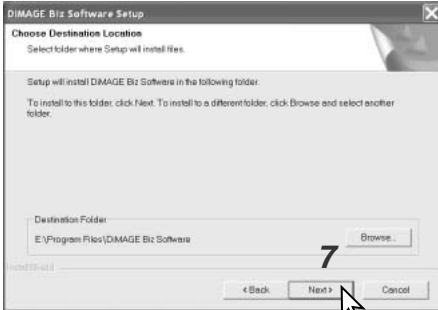 DiMAGE Biz Software Setup
Choose Destination Location
Select folder where Setup will install files.
Setup will install DiMAGE Biz Software in the following folder.
To install to this folder, click Next. To install to a different folder, click Browse and select another
folder.
Destination Folder
E:\Program Files\DiMAGE Biz Software
Browse...
7
InstallShield
< Back
Next >
Cancel